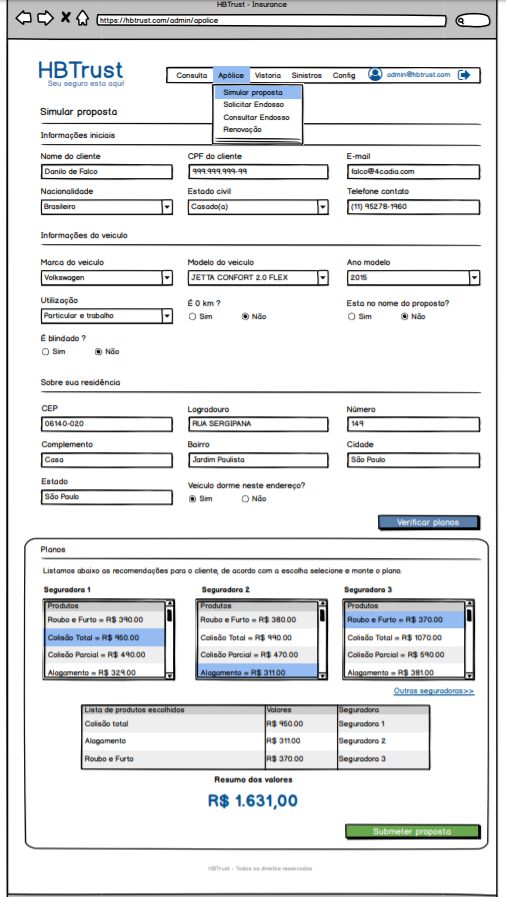 HBTrust - Insurance
https://hbtrust.com/admin/apolice
HBTrust
Seu seguro esta aqui!
Consulta Apólice Vistoria Sinistros Config admin@hbtrust.com
Simular proposta
Solicitar Endosso
Consultar Endosso
Renovação
Simular proposta
Informações iniciais
Nome do cliente CPF do cliente E-mail
Danilo de Falco 999.999.999-99 falco@4cadia.com
Nacionalidade Estado civil Telefone contato
Brasileiro Casado(a) (11) 95278-1960
Informações do veiculo
Marca do veiculo Modelo do veiculo Ano modelo
Volkswagen JETTA CONFORT 2.0 FLEX 2015
Utilização É 0 km ? Esta no nome do proposto?
Particular e trabalho Sim Não Sim Não
É blindado ?
Sim Não
Sobre sua residência
CEP Logradouro Número
06140-020 RUA SERGIPANA 149
Complemento Bairro Cidade
Casa Jardim Paulista São Paulo
Estado Veiculo dorme neste endereço?
São Paulo Sim Não
Verificar planos
Planos
Listamos abaixo as recomendações para o cliente, de acordo com a escolha selecione e monte o plano.
Seguradora 1 Seguradora 2 Seguradora 3
Produtos Produtos Produtos
Roubo e Furto = R$ 390.00 Roubo e Furto = R$ 380.00 Roubo e Furto = R$ 370.00
Colisão Total = R$ 950.00 Colisão Total = R$ 990.00 Colisão Total = R$ 1070.00
Colisão Parcial = R$ 490.00 Colisão Parcial = R$ 470.00 Colisão Parcial = R$ 590.00
Alagamento = R$ 329.00 Alagamento = R$ 311.00 Alagamento = R$ 381.00
Outras seguradoras>>
Lista de produtos escolhidos Valores Seguradora
Colisão total R$ 950.00 Seguradora 1
Alagamento R$ 311.00 Seguradora 2
Roubo e Furto R$ 370.00 Seguradora 3
Resumo dos valores
R$ 1.631,00
Submeter proposta
HBTrust - Todos os direitos reservados